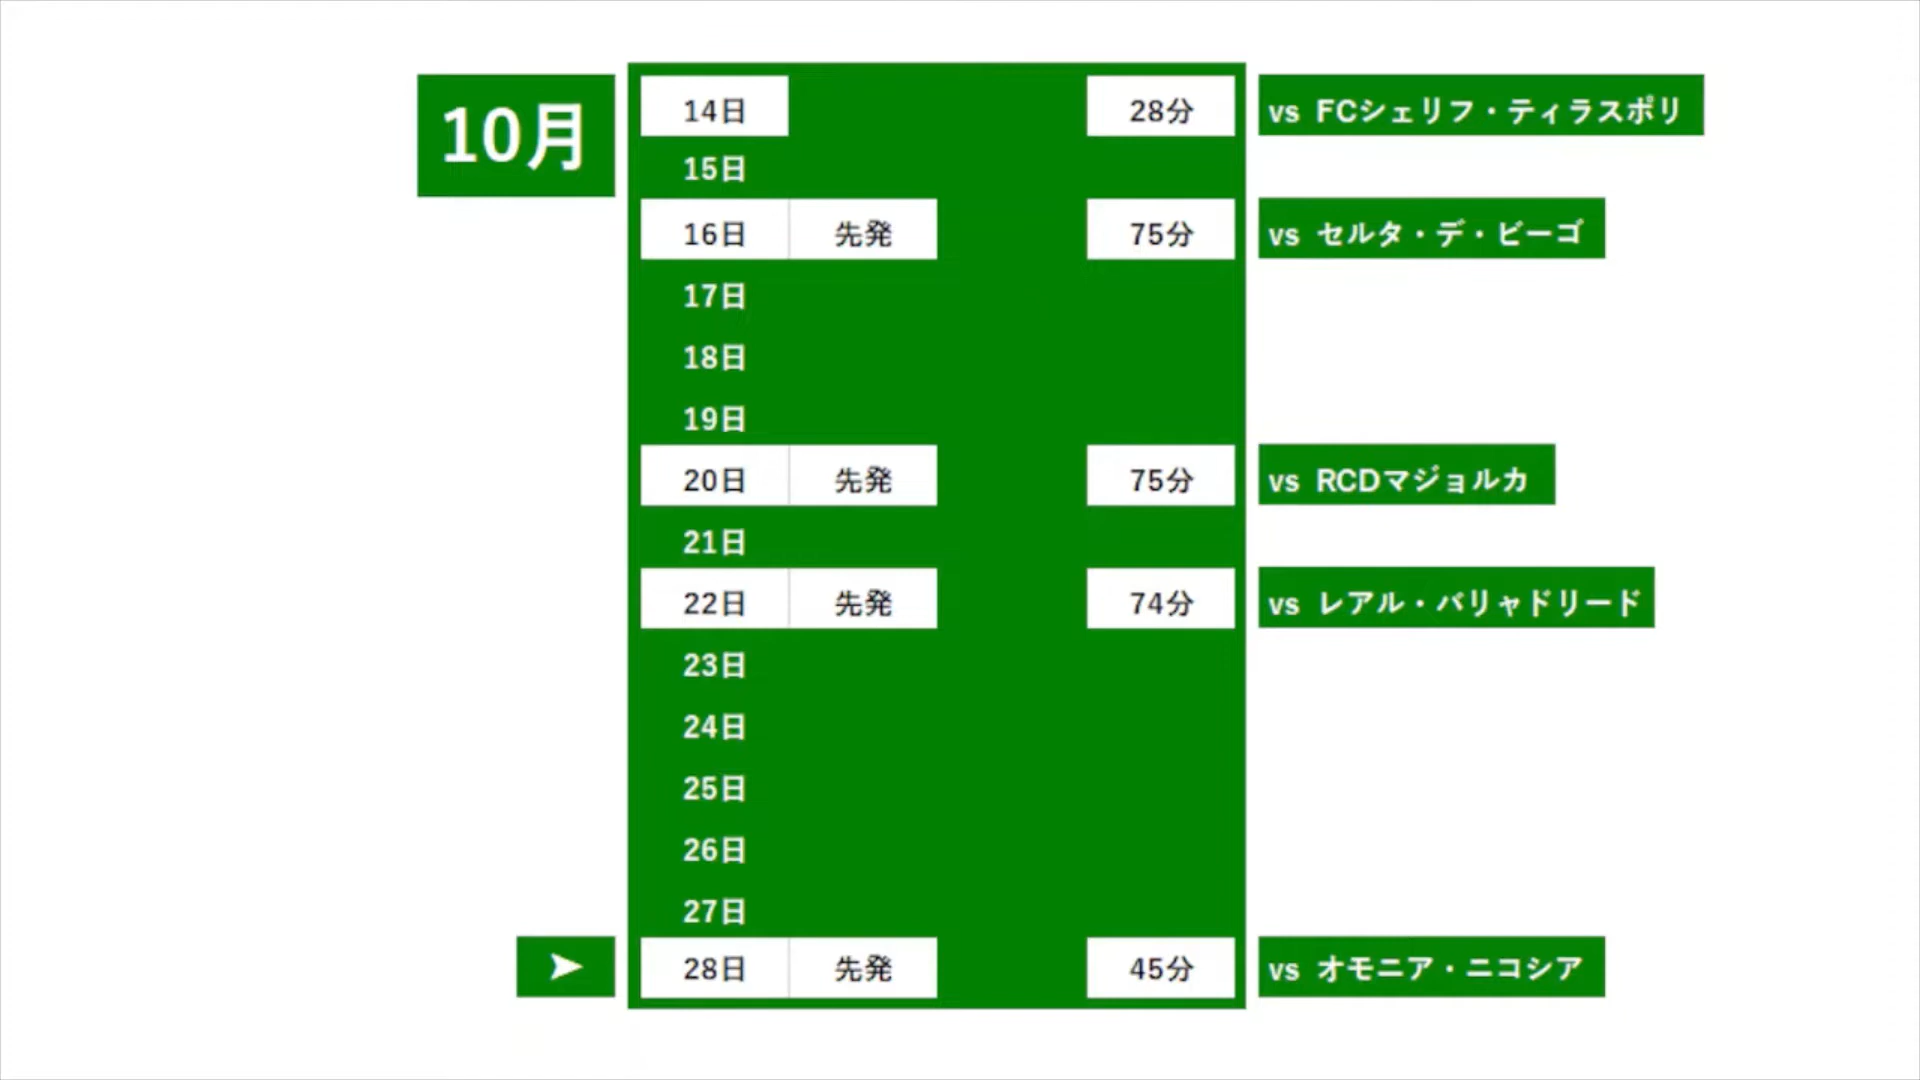 10月
14日 28分 vs FCシェリフ・ティラスポリ
15日
16日 先発 75分 vs セルタ・デ・ビーゴ
17日
18日
19日
20日 先発 75分 vs RCDマジョルカ
21日
22日 先発 74分 vs レアル・バリャドリード
23日
24日
25日
26日
27日
28日 先発 45分 vs オモニア・ニコシア